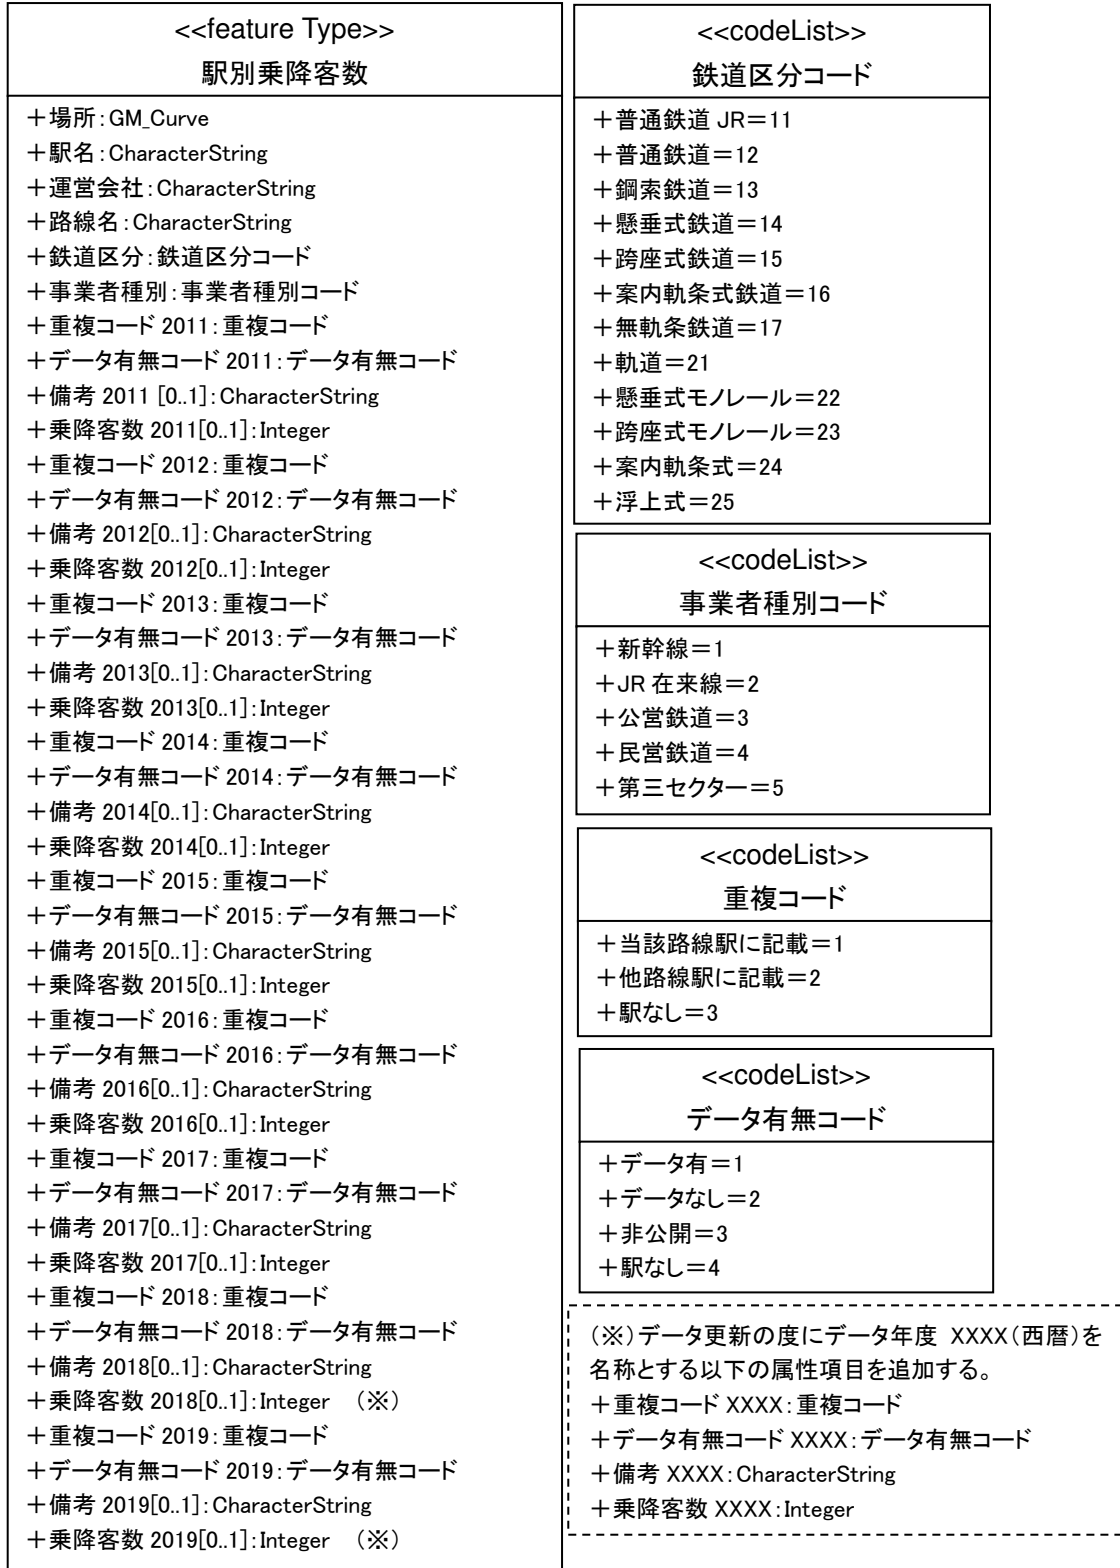 <<feature Type>>
駅別乗降客数
＋場所：GM_Curve
＋駅名：CharacterString
＋運営会社：CharacterString
＋路線名：CharacterString
＋鉄道区分：鉄道区分コード
＋事業者種別：事業者種別コード
＋重複コード 2011：重複コード
＋データ有無コード 2011：データ有無コード
＋備考 2011 [0..1]：CharacterString
＋乗降客数 2011[0..1]：Integer
＋重複コード 2012：重複コード
＋データ有無コード 2012：データ有無コード
＋備考 2012[0..1]：CharacterString
＋乗降客数 2012[0..1]：Integer
＋重複コード 2013：重複コード
＋データ有無コード 2013：データ有無コード
＋備考 2013[0..1]：CharacterString
＋乗降客数 2013[0..1]：Integer
＋重複コード 2014：重複コード
＋データ有無コード 2014：データ有無コード
＋備考 2014[0..1]：CharacterString
＋乗降客数 2014[0..1]：Integer
＋重複コード 2015：重複コード
＋データ有無コード 2015：データ有無コード
＋備考 2015[0..1]：CharacterString
＋乗降客数 2015[0..1]：Integer
＋重複コード 2016：重複コード
＋データ有無コード 2016：データ有無コード
＋備考 2016[0..1]：CharacterString
＋乗降客数 2016[0..1]：Integer
＋重複コード 2017：重複コード
＋データ有無コード 2017：データ有無コード
＋備考 2017[0..1]：CharacterString
＋乗降客数 2017[0..1]：Integer
＋重複コード 2018：重複コード
＋データ有無コード 2018：データ有無コード
＋備考 2018[0..1]：CharacterString
＋乗降客数 2018[0..1]：Integer （※）
＋重複コード 2019：重複コード
＋データ有無コード 2019：データ有無コード
＋備考 2019[0..1]：CharacterString
＋乗降客数 2019[0..1]：Integer （※）
<<codeList>>
鉄道区分コード
＋普通鉄道 JR＝11
＋普通鉄道＝12
＋鋼索鉄道＝13
＋懸垂式鉄道＝14
＋跨座式鉄道＝15
＋案内軌条式鉄道＝16
＋無軌条鉄道＝17
＋軌道＝21
＋懸垂式モノレール＝22
＋跨座式モノレール＝23
＋案内軌条式＝24
＋浮上式＝25
<<codeList>>
事業者種別コード
＋新幹線＝1
＋JR 在来線＝2
＋公営鉄道＝3
＋民営鉄道＝4
＋第三セクター＝5
<<codeList>>
重複コード
＋当該路線駅に記載＝1
＋他路線駅に記載＝2
＋駅なし＝3
<<codeList>>
データ有無コード
＋データ有＝1
＋データなし＝2
＋非公開＝3
＋駅なし＝4
（※）データ更新の度にデータ年度 XXXX（西暦）を
名称とする以下の属性項目を追加する。
＋重複コード XXXX：重複コード
＋データ有無コード XXXX：データ有無コード
＋備考 XXXX：CharacterString
＋乗降客数 XXXX：Integer